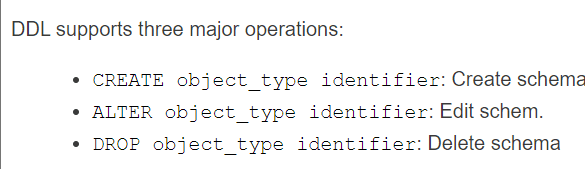 DDL supports three major operations:
• CREATE object_type identifier: Create schema
• ALTER object_type identifier: Edit schem.
• DROP object_type identifier: Delete schema